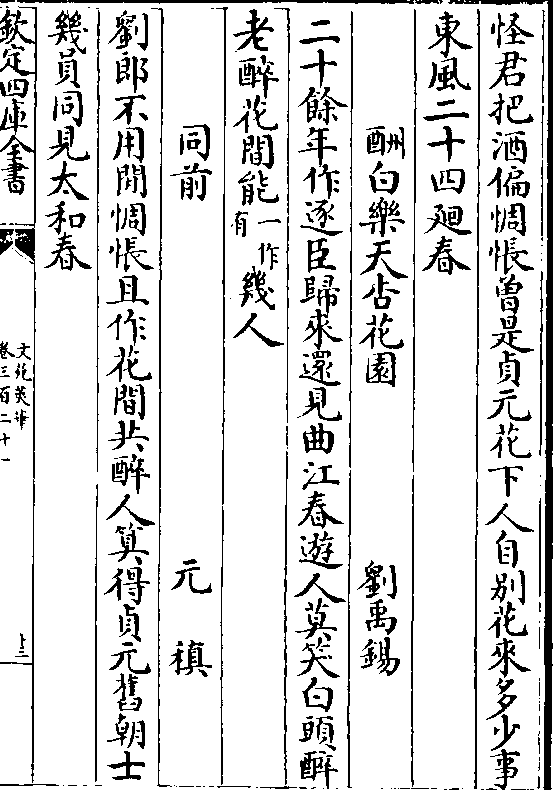 怪君把酒偏惆悵曽是貞元花下人自別花來多少事
東風二十四廻春
酬白樂天占花園　劉禹錫
二十餘年作逐臣歸來還見曲江春遊人莫笑白頭醉
老醉花間能一作有幾人
同前　元稹
劉郎不用閒惆悵且作花間共醉人筭得貞元舊朝士
幾員同見太和春
欽定四庫全書
文苑英華
卷三百二十一
十三